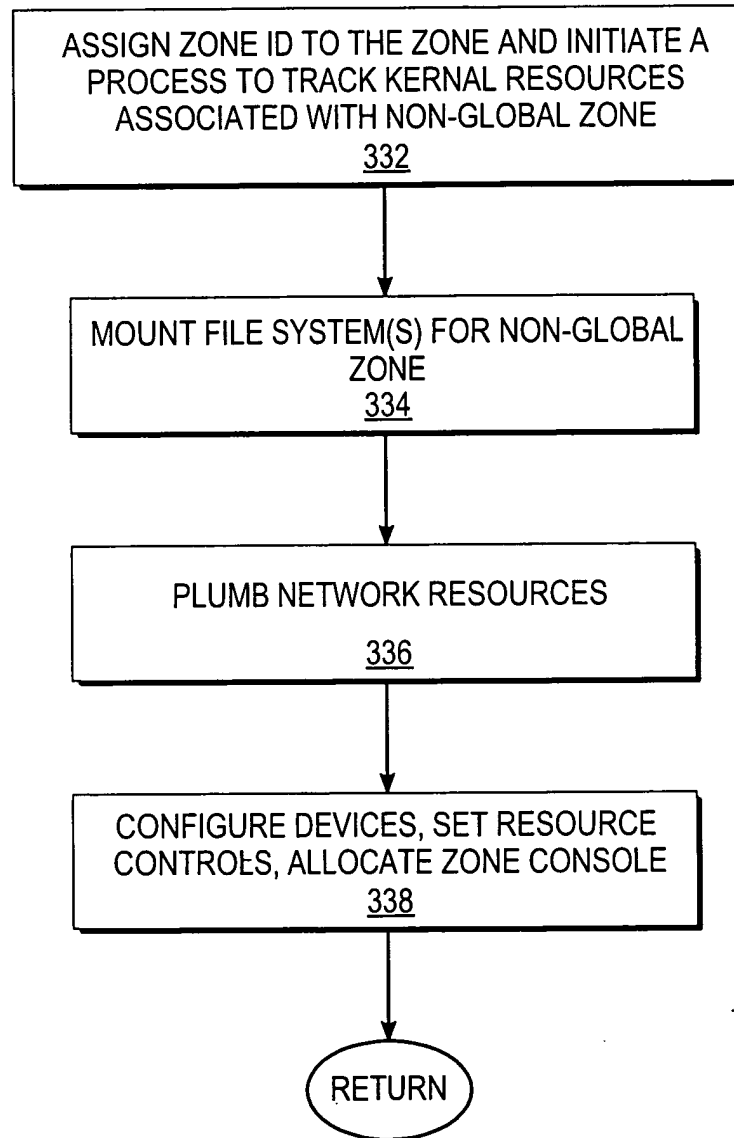 ASSIGN ZONE ID TO THE ZONE AND INITIATE A
PROCESS TO TRACK KERNAL RESOURCES
ASSOCIATED WITH NON-GLOBAL ZONE
332
MOUNT FILE SYSTEM(S) FOR NON-GLOBAL
ZONE
334
PLUMB NETWORK RESOURCES
336
CONFIGURE DEVICES, SET RESOURCE
CONTROLS, ALLOCATE ZONE CONSOLE
338
RETURN